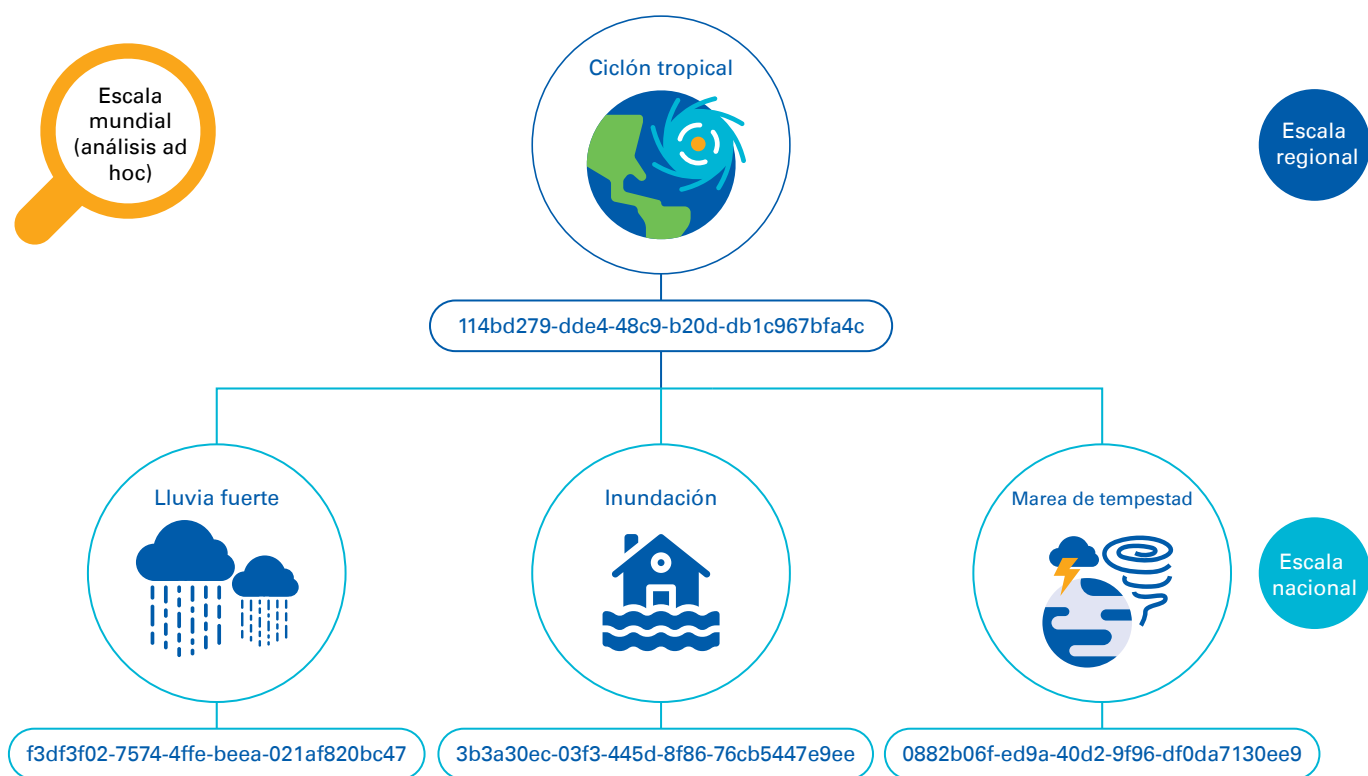 Escala
mundial
(análisis ad
hoc)
Ciclón tropical
Escala
regional
114bd279-dde4-48c9-b20d-db1c967bfa4c
Lluvia fuerte
Inundación
Marea de tempestad
Escala
nacional
f3df3f02-7574-4ffe-beea-021af820bc47
3b3a30ec-03f3-445d-8f86-76cb5447e9ee
0882b06f-ed9a-40d2-9f96-df0da7130ee9